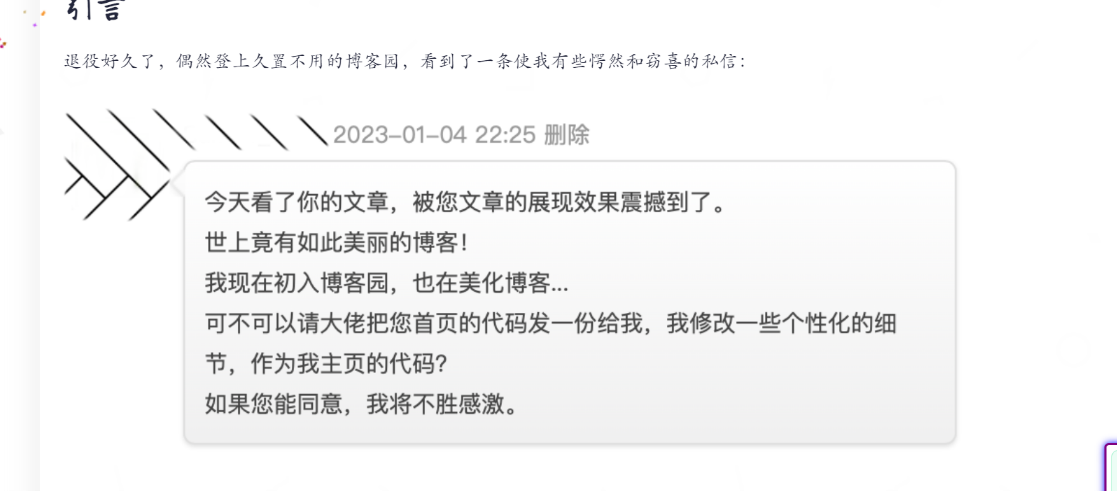 引言
退役好久了，偶然登上久置不用的博客园，看到了一条使我有些愕然和窃喜的私信：
2023-01-04 22:25 删除
今天看了你的文章，被您文章的展现效果震撼到了。
世上竟有如此美丽的博客！
我现在初入博客园，也在美化博客...
可不可以请大佬把您首页的代码发一份给我，我修改一些个性化的细
节，作为我主页的代码？
如果您能同意，我将不胜感激。